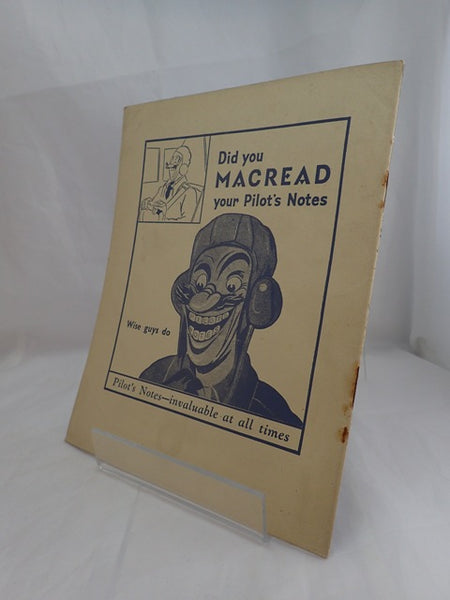 Did you
MACREAD
your Pilot's Notes
Wise guys do
Pilot's Notes—invaluable at all times